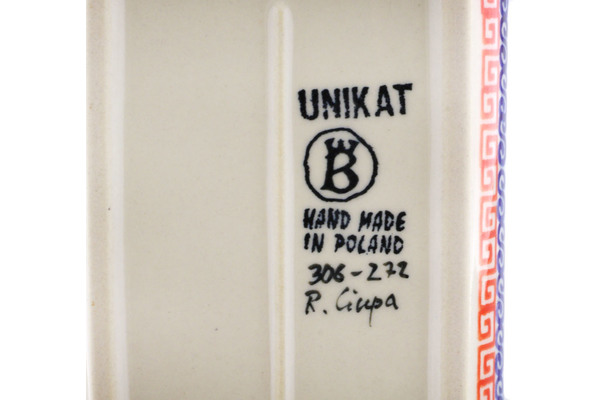 UNIKAT
B
HAND MADE
IN POLAND
306-272
R. Ciupa